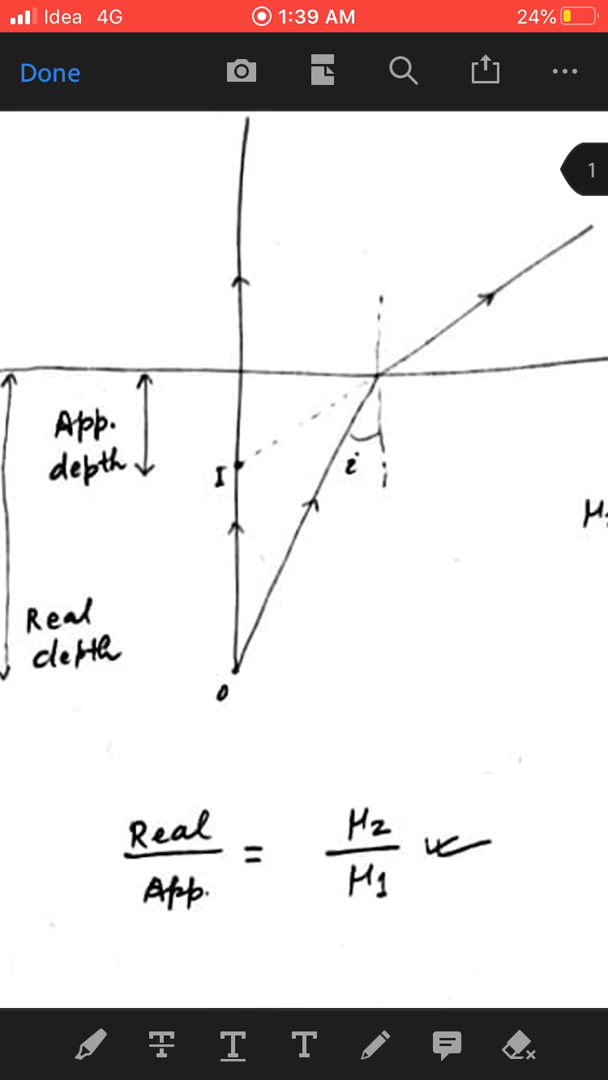 Idea 4G 1:39 AM 24%
Done
1
App.
depth
I
i
Real
depth
O
Real / App. = μ2 / μ1